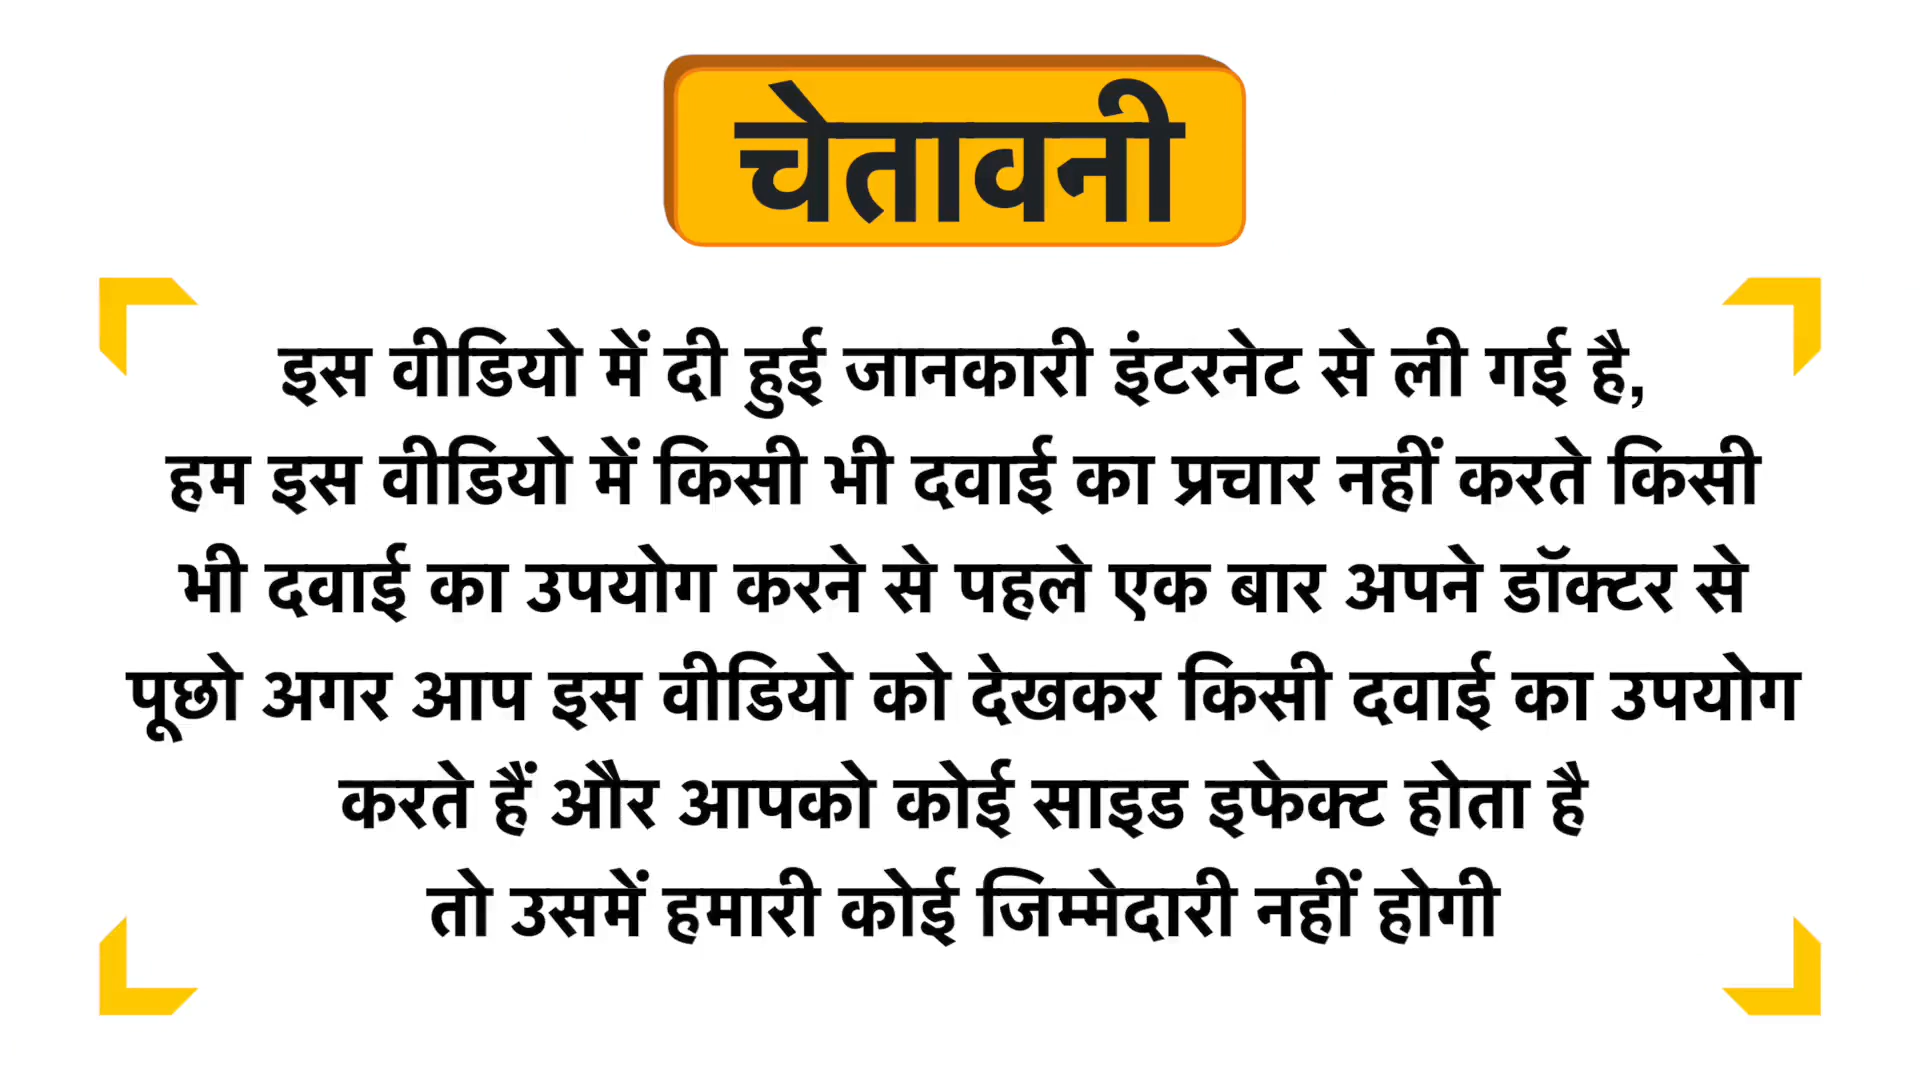 चेतावनी
इस वीडियो में दी हुई जानकारी इंटरनेट से ली गई है,
हम इस वीडियो में किसी भी दवाई का प्रचार नहीं करते किसी
भी दवाई का उपयोग करने से पहले एक बार अपने डॉक्टर से
पूछो अगर आप इस वीडियो को देखकर किसी दवाई का उपयोग
करते हैं और आपको कोई साइड इफेक्ट होता है
तो उसमें हमारी कोई जिम्मेदारी नहीं होगी